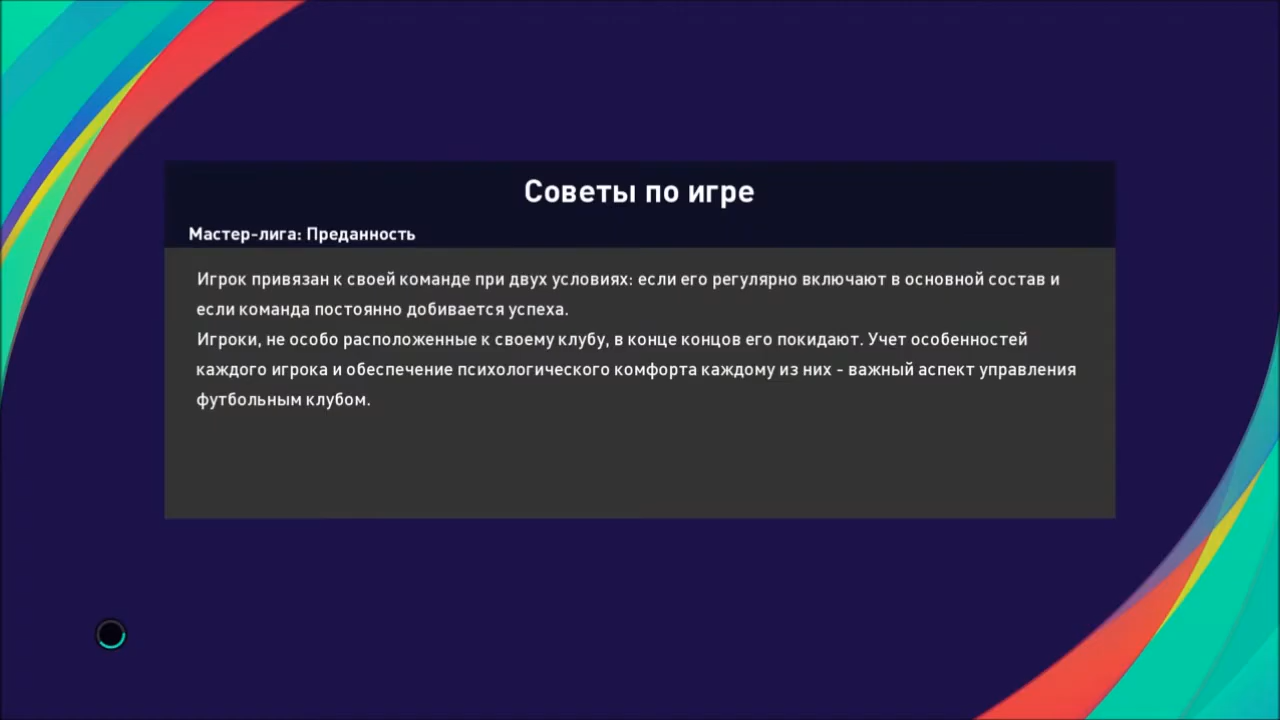 Советы по игре
Мастер-лига: Преданность
Игрок привязан к своей команде при двух условиях: если его регулярно включают в основной состав и
если команда постоянно добивается успеха.
Игроки, не особо расположенные к своему клубу, в конце концов его покидают. Учет особенностей
каждого игрока и обеспечение психологического комфорта каждому из них - важный аспект управления
футбольным клубом.